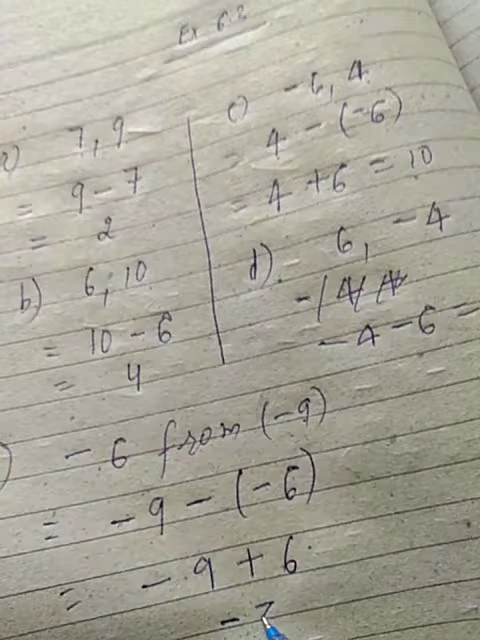 Ex 6.2
a) 7, 9
= 9 - 7
= 2
b) 6, 10
= 10 - 6
= 4
c) -6, 4
= 4 - (-6)
= 4 + 6 = 10
d) 6, -4
-4 - 6 =
) -6 from (-9)
= -9 - (-6)
= -9 + 6
-3